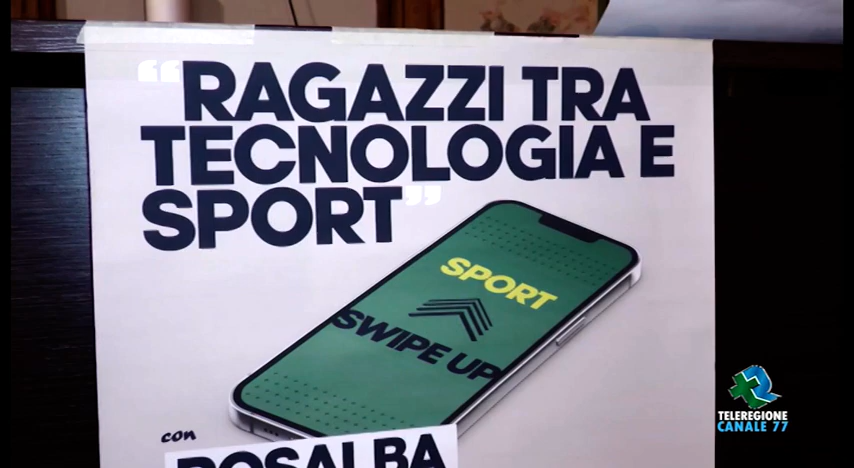 “RAGAZZI TRA
TECNOLOGIA E
SPORT”
SPORT
SWIPE UP
con
ROSALBA
TELEREGIONE
CANALE 77